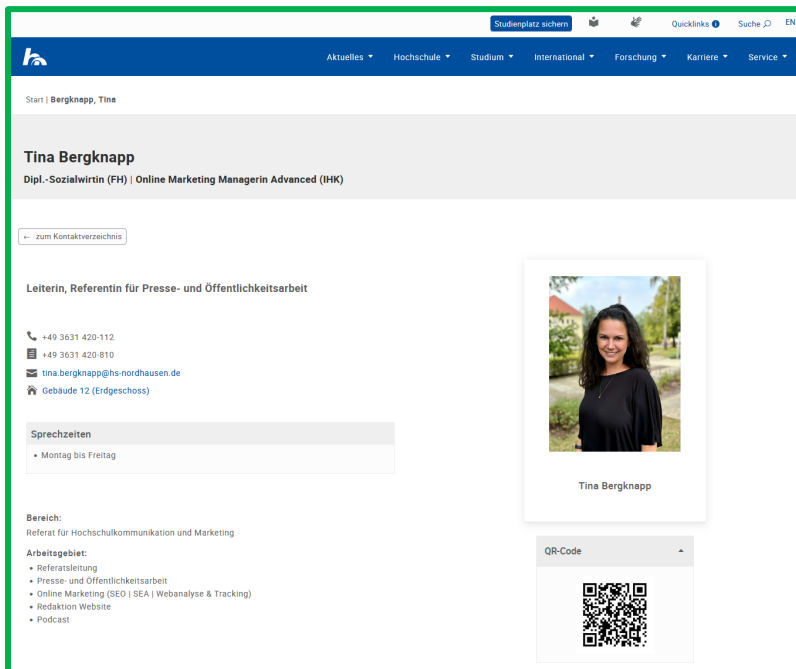 Studienplatz sichern Quicklinks Suche EN
Aktuelles Hochschule Studium International Forschung Karriere Service
Start | Bergknapp, Tina
Tina Bergknapp
Dipl.-Sozialwirtin (FH) | Online Marketing Managerin Advanced (IHK)
← zum Kontaktverzeichnis
Leiterin, Referentin für Presse- und Öffentlichkeitsarbeit
+49 3631 420-112
+49 3631 420-810
tina.bergknapp@hs-nordhausen.de
Gebäude 12 (Erdgeschoss)
Sprechzeiten
• Montag bis Freitag
Bereich:
Referat für Hochschulkommunikation und Marketing
Arbeitsgebiet:
• Referatsleitung
• Presse- und Öffentlichkeitsarbeit
• Online Marketing (SEO | SEA | Webanalyse & Tracking)
• Redaktion Website
• Podcast
Tina Bergknapp
QR-Code